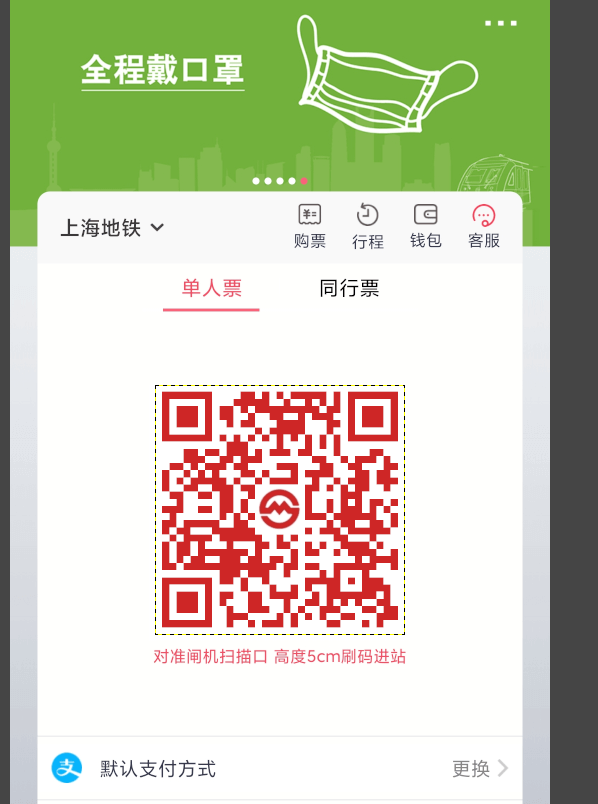 全程戴口罩
上海地铁
购票
行程
钱包
客服
单人票
同行票
对准闸机扫描口 高度5cm刷码进站
支
默认支付方式
更换